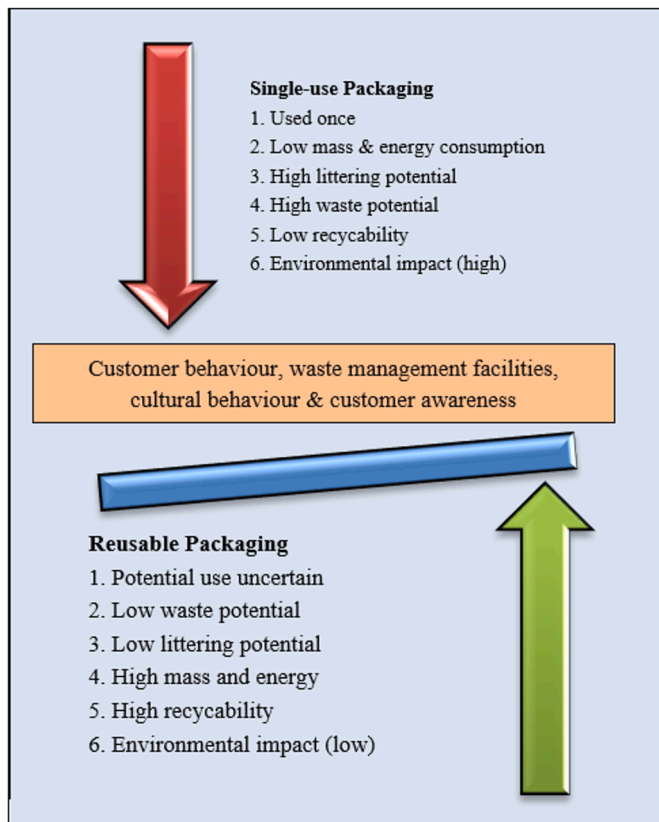 Single-use Packaging
1. Used once
2. Low mass & energy consumption
3. High littering potential
4. High waste potential
5. Low recycability
6. Environmental impact (high)
Customer behaviour, waste management facilities,
cultural behaviour & customer awareness
Reusable Packaging
1. Potential use uncertain
2. Low waste potential
3. Low littering potential
4. High mass and energy
5. High recycability
6. Environmental impact (low)